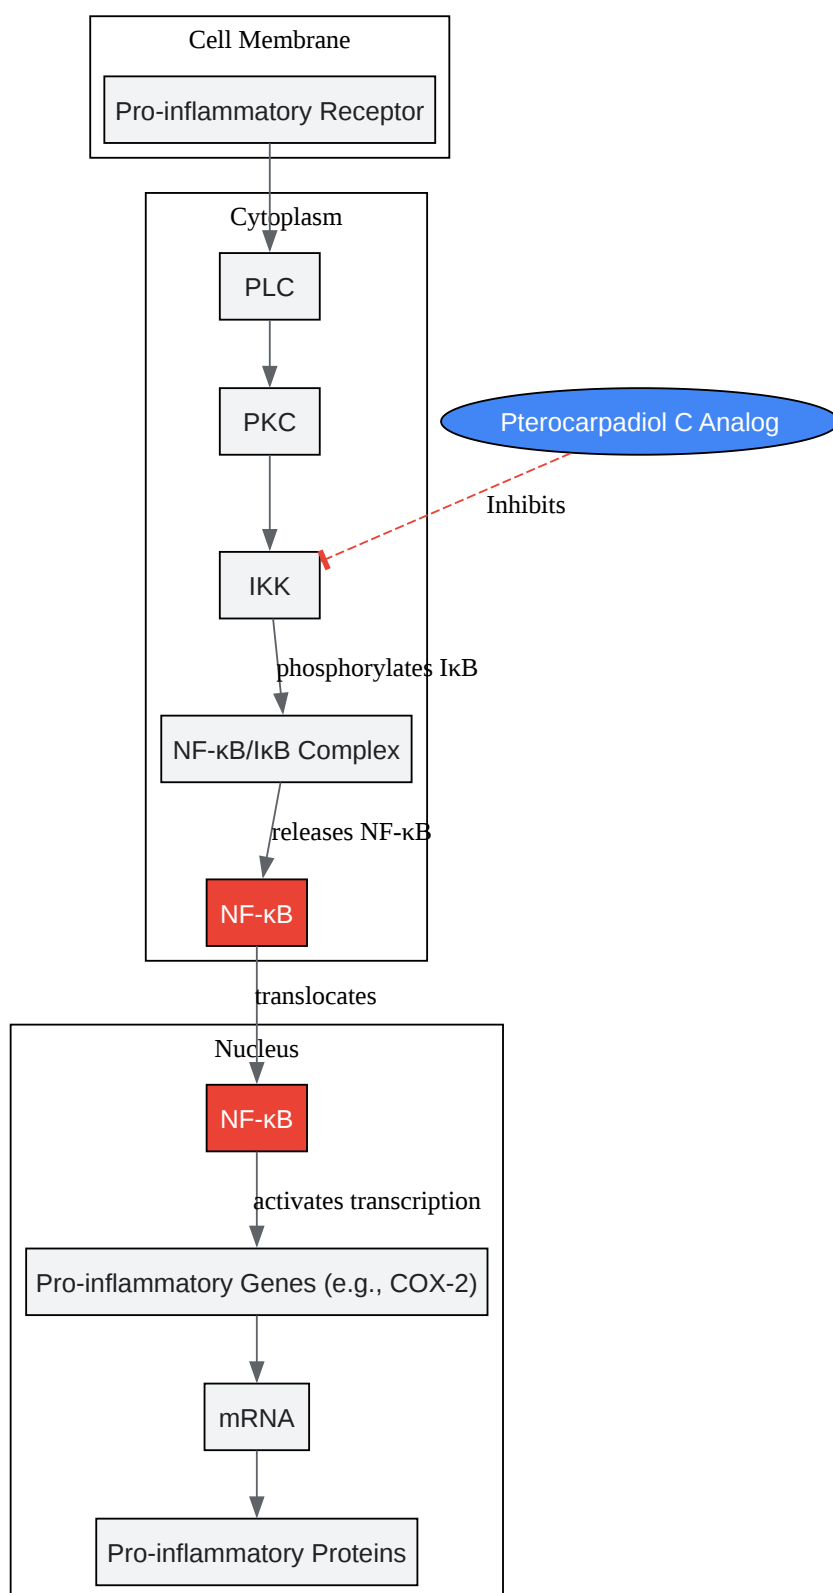 Cell Membrane
Pro-inflammatory Receptor
Cytoplasm
PLC
PKC
Pterocarpadiol C Analog
Inhibits
IKK
phosphorylates IκB
NF-κB/IκB Complex
releases NF-κB
NF-κB
translocates
Nucleus
NF-κB
activates transcription
Pro-inflammatory Genes (e.g., COX-2)
mRNA
Pro-inflammatory Proteins